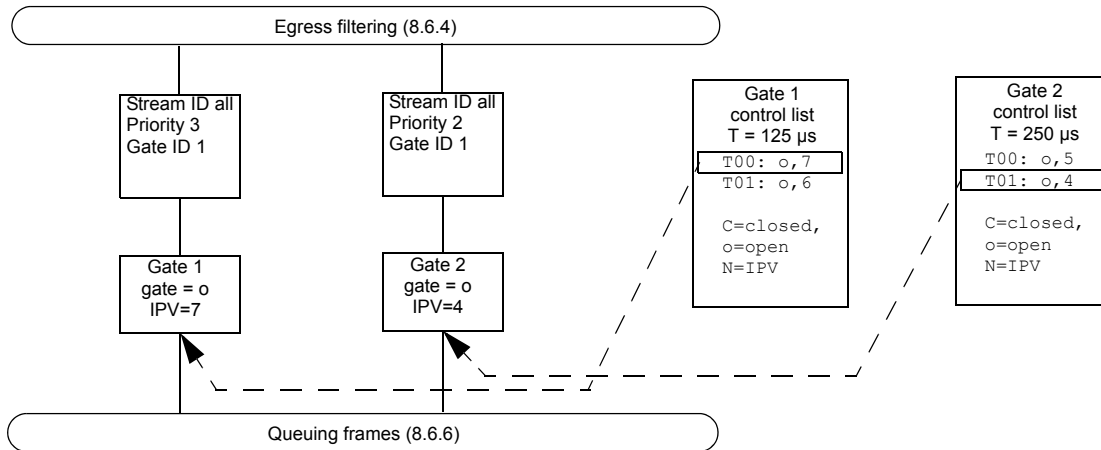 Egress filtering (8.6.4)
Stream ID all
Priority 3
Gate ID 1
Stream ID all
Priority 2
Gate ID 1
Gate 1
control list
T = 125 µs
T00: o,7
T01: o,6
C=closed,
o=open
N=IPV
Gate 2
control list
T = 250 µs
T00: o,5
T01: o,4
C=closed,
o=open
N=IPV
Gate 1
gate = o
IPV=7
Gate 2
gate = o
IPV=4
Queuing frames (8.6.6)